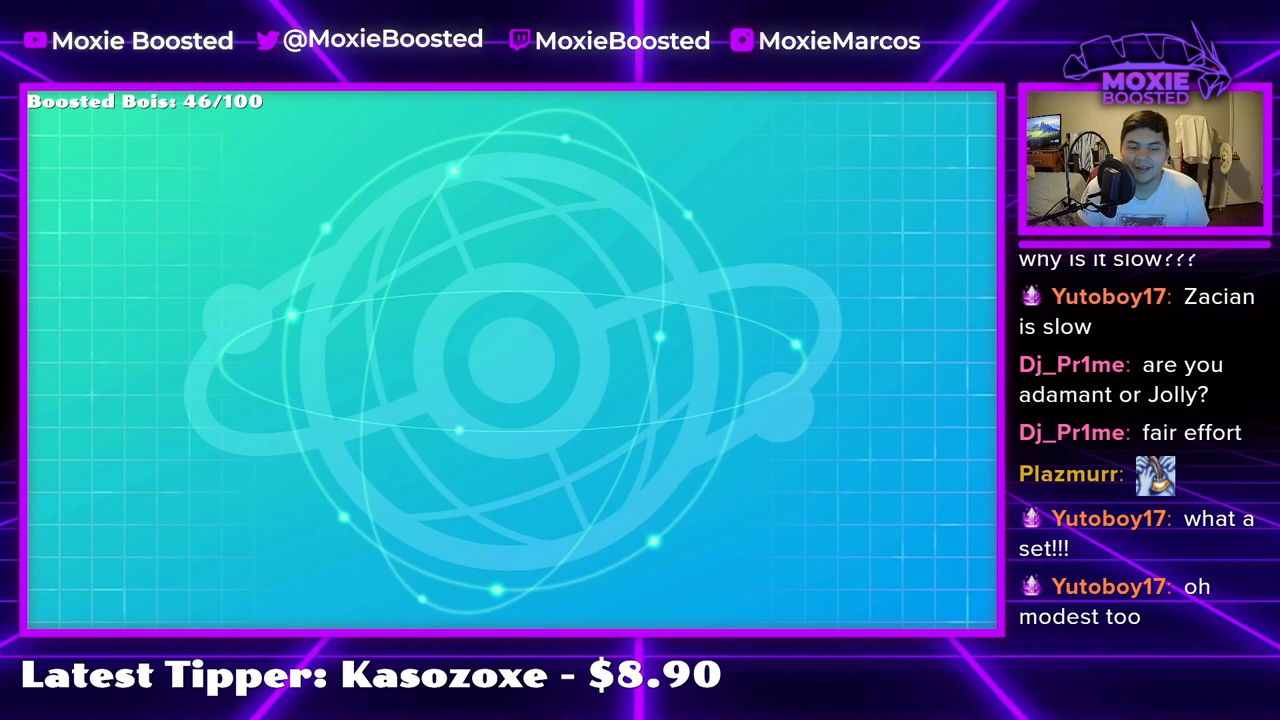 Moxie Boosted @MoxieBoosted MoxieBoosted MoxieMarcos
MOXIE
BOOSTED
Boosted Bois: 46/100
why is it slow???
Yutoboy17: Zacian
is slow
Dj_Pr1me: are you
adamant or Jolly?
Dj_Pr1me: fair effort
Plazmurr:
Yutoboy17: what a
set!!!
Yutoboy17: oh
modest too
Latest Tipper: Kasozoxe - $8.90